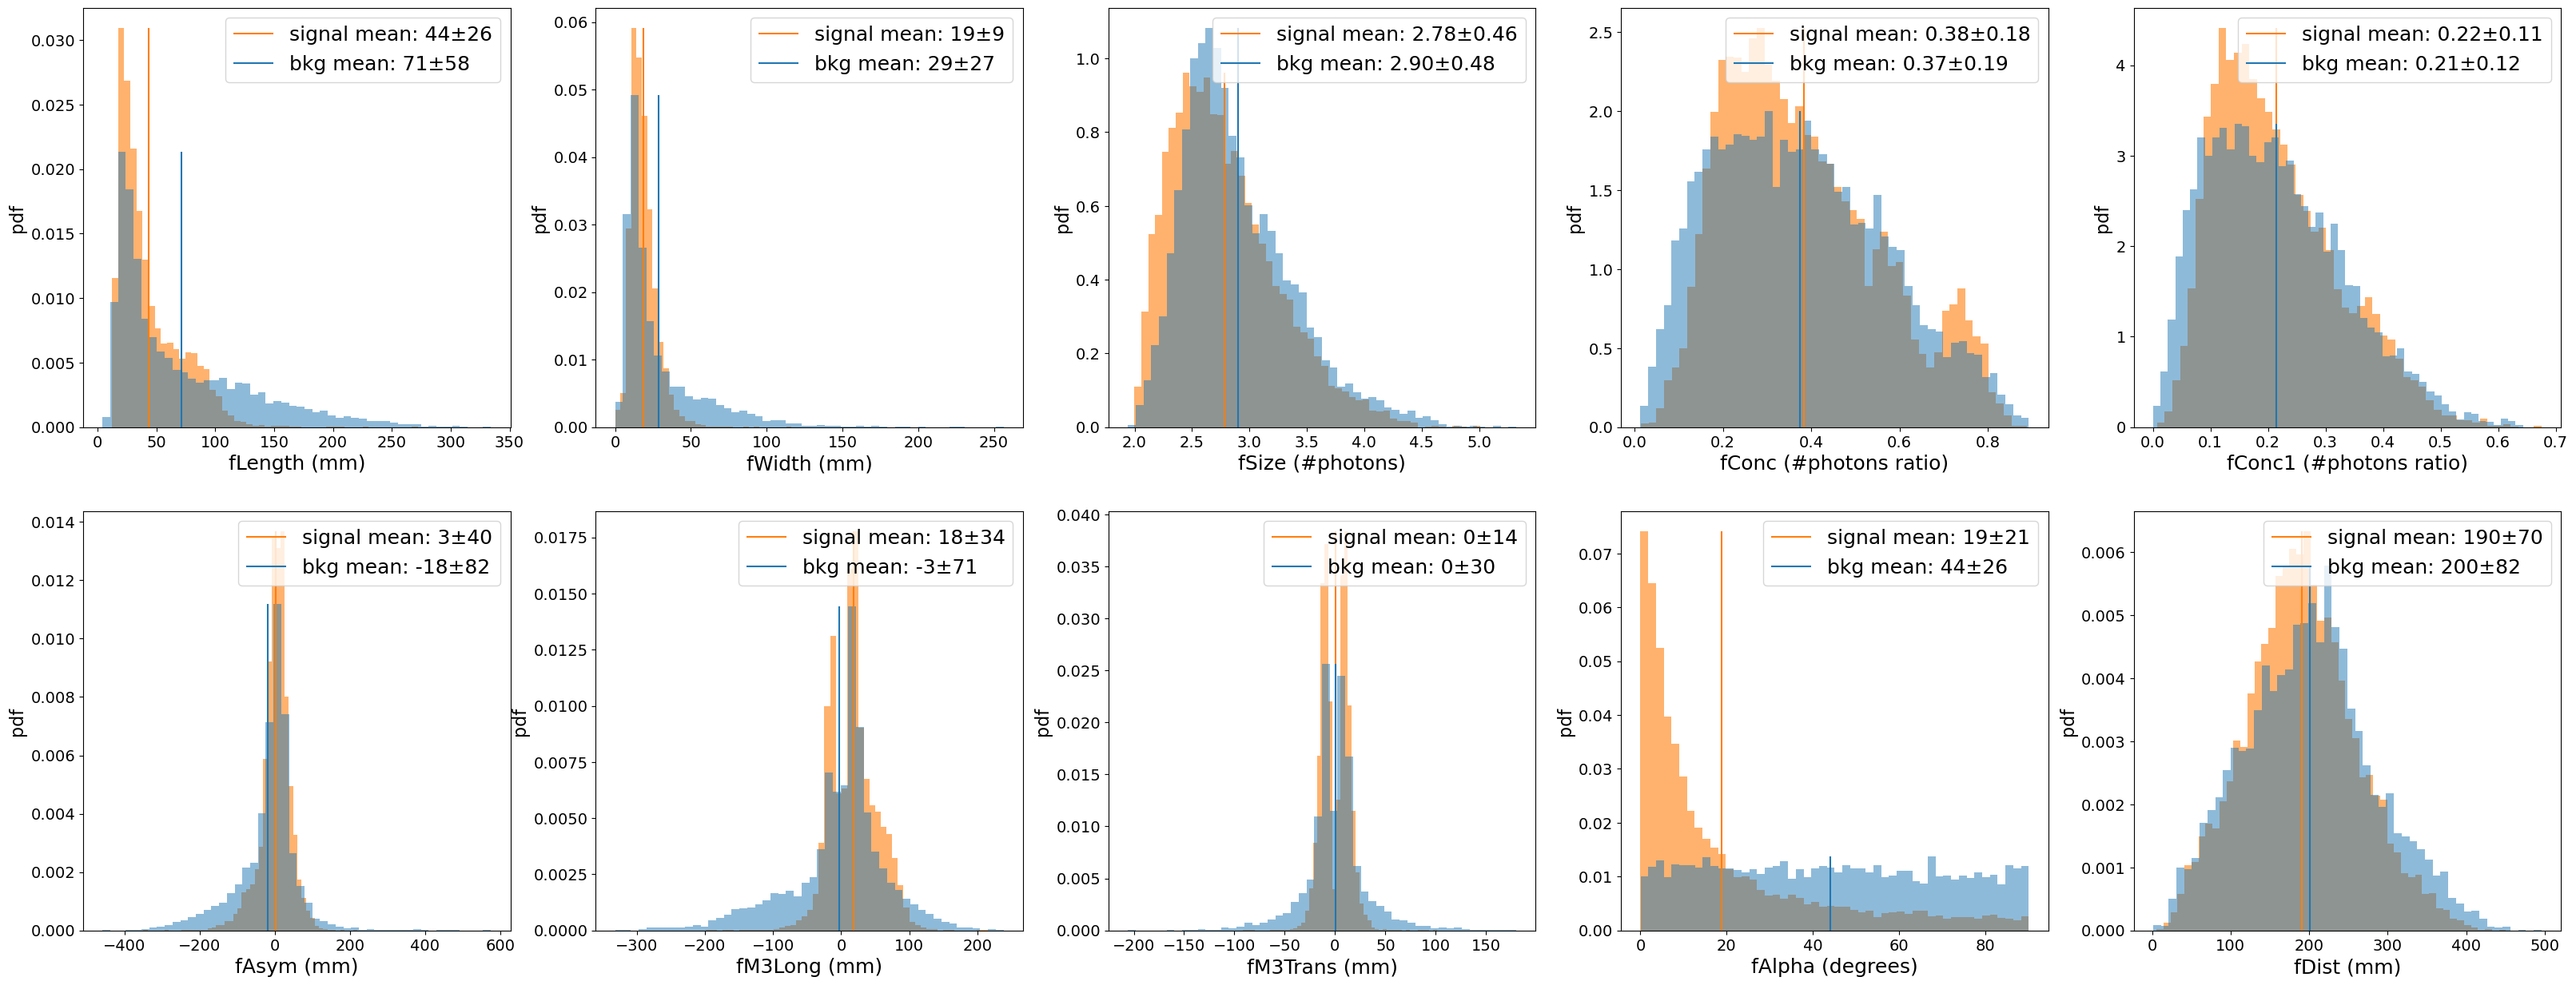 signal mean: 44±26
bkg mean: 71±58
0.030
0.025
0.020
0.015
0.010
0.005
0.000
pdf
0 50 100 150 200 250 300 350
fLength (mm)
signal mean: 19±9
bkg mean: 29±27
0.06
0.05
0.04
0.03
0.02
0.01
0.00
pdf
0 50 100 150 200 250
fWidth (mm)
signal mean: 2.78±0.46
bkg mean: 2.90±0.48
1.0
0.8
0.6
0.4
0.2
0.0
pdf
2.0 2.5 3.0 3.5 4.0 4.5 5.0
fSize (#photons)
signal mean: 0.38±0.18
bkg mean: 0.37±0.19
2.5
2.0
1.5
1.0
0.5
0.0
pdf
0.0 0.2 0.4 0.6 0.8
fConc (#photons ratio)
signal mean: 0.22±0.11
bkg mean: 0.21±0.12
4
3
2
1
0
pdf
0.0 0.1 0.2 0.3 0.4 0.5 0.6 0.7
fConc1 (#photons ratio)
signal mean: 3±40
bkg mean: -18±82
0.014
0.012
0.010
0.008
0.006
0.004
0.002
0.000
pdf
−400 −200 0 200 400 600
fAsym (mm)
signal mean: 18±34
bkg mean: -3±71
0.0175
0.0150
0.0125
0.0100
0.0075
0.0050
0.0025
0.0000
pdf
−300 −200 −100 0 100 200
fM3Long (mm)
signal mean: 0±14
bkg mean: 0±30
0.040
0.035
0.030
0.025
0.020
0.015
0.010
0.005
0.000
pdf
−200 −150 −100 −50 0 50 100 150
fM3Trans (mm)
signal mean: 19±21
bkg mean: 44±26
0.07
0.06
0.05
0.04
0.03
0.02
0.01
0.00
pdf
0 20 40 60 80
fAlpha (degrees)
signal mean: 190±70
bkg mean: 200±82
0.006
0.005
0.004
0.003
0.002
0.001
0.000
pdf
0 100 200 300 400 500
fDist (mm)